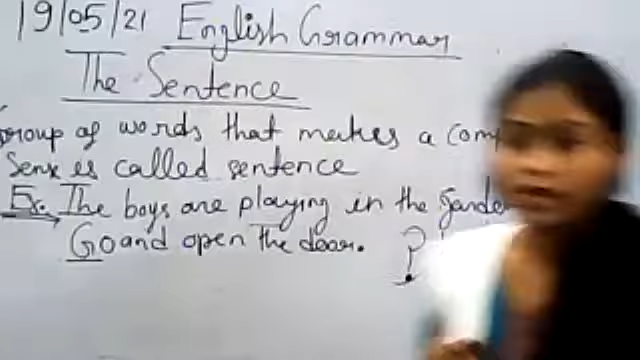 19/05/21 English Grammar
The Sentence
Group of words that makes a com
Sense is called sentence
Ex. The boys are playing in the garden
Go and open The door. ?